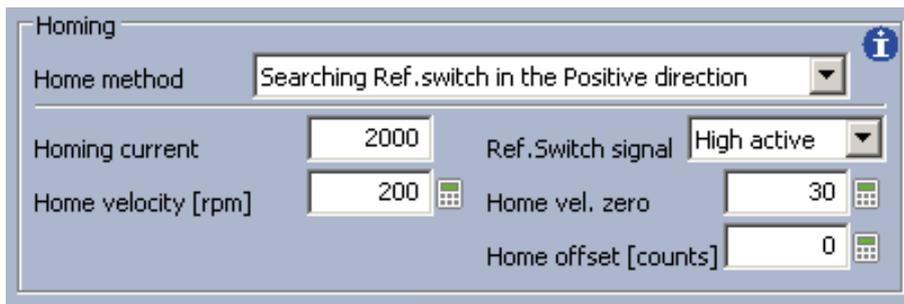 Homing
i
Home method Searching Ref.switch in the Positive direction
Homing current 2000 Ref.Switch signal High active
Home velocity [rpm] 200 Home vel. zero 30
Home offset [counts] 0